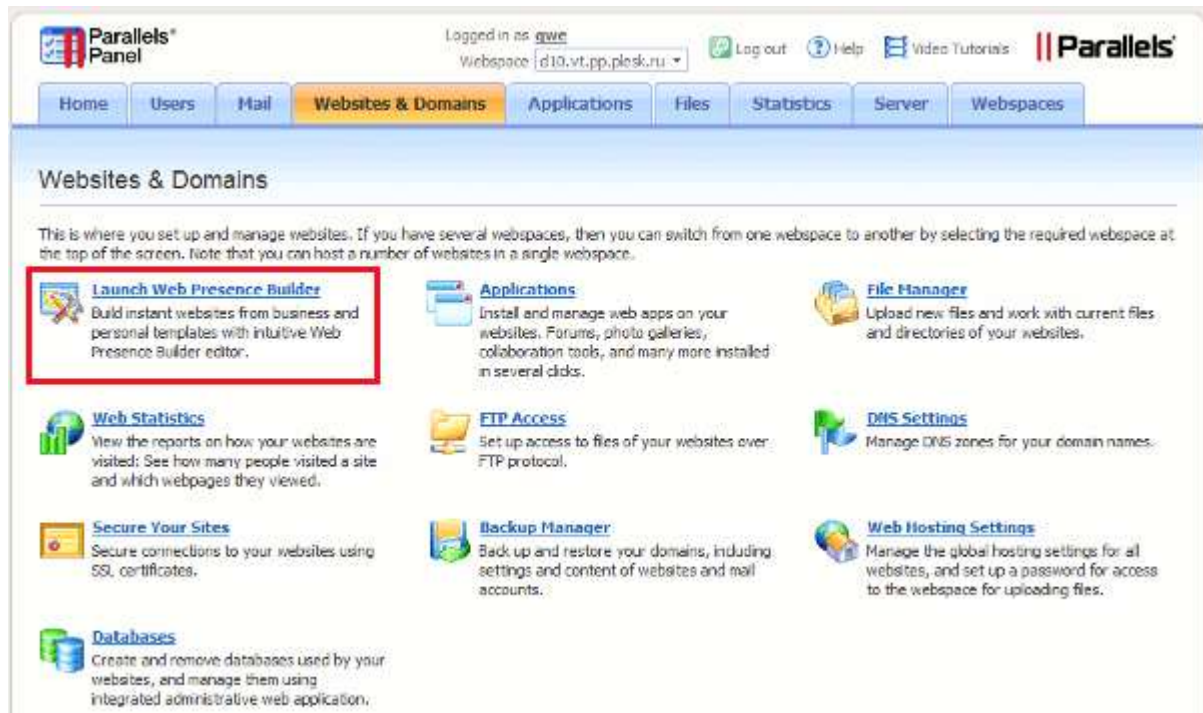 Parallels®
Panel
Logged in as qwe
Webspace d10.vt.pp.plesk.ru
Log out
Help
Video Tutorials
Parallels
Home
Users
Mail
Websites & Domains
Applications
Files
Statistics
Server
Webspaces
Websites & Domains
This is where you set up and manage websites. If you have several webspaces, then you can switch from one webspace to another by selecting the required webspace at
the top of the screen. Note that you can host a number of websites in a single webspace.
Launch Web Presence Builder
Build instant websites from business and
personal templates with intuitive Web
Presence Builder editor.
Applications
Install and manage web apps on your
websites. Forums, photo galleries,
collaboration tools, and many more installed
in several clicks.
File Manager
Upload new files and work with current files
and directories of your websites.
Web Statistics
View the reports on how your websites are
visited: See how many people visited a site
and which webpages they viewed.
FTP Access
Set up access to files of your websites over
FTP protocol.
DNS Settings
Manage DNS zones for your domain names.
Secure Your Sites
Secure connections to your websites using
SSL certificates.
Backup Manager
Back up and restore your domains, including
settings and content of websites and mail
accounts.
Web Hosting Settings
Manage the global hosting settings for all
websites, and set up a password for access
to the webspace for uploading files.
Databases
Create and remove databases used by your
websites, and manage them using
integrated administrative web application.